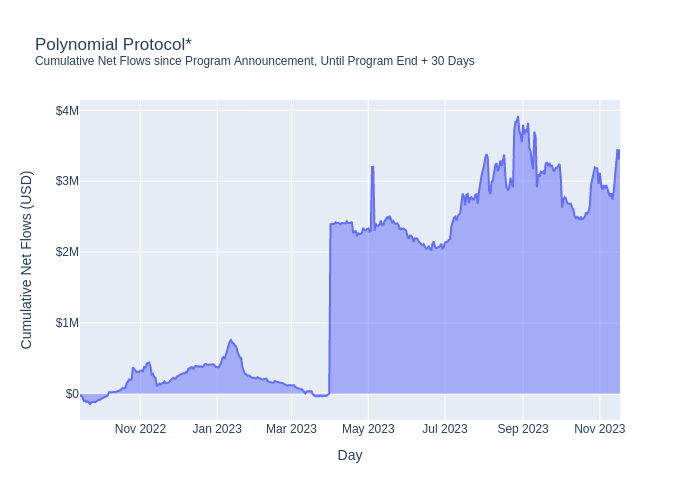 Polynomial Protocol*
Cumulative Net Flows since Program Announcement, Until Program End + 30 Days
Cumulative Net Flows (USD)
$4M
$3M
$2M
$1M
$0
Nov 2022 Jan 2023 Mar 2023 May 2023 Jul 2023 Sep 2023 Nov 2023
Day